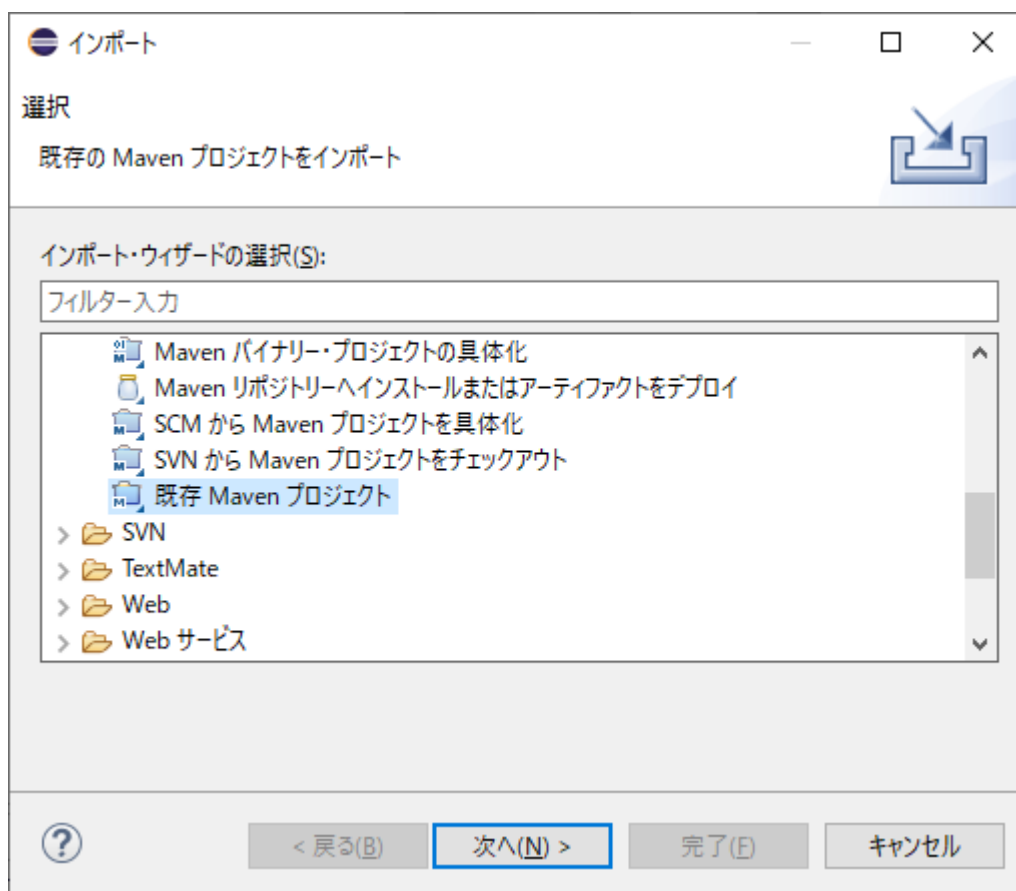 インポート
選択
既存の Maven プロジェクトをインポート
インポート・ウィザードの選択(S):
フィルター入力
Maven バイナリー・プロジェクトの具体化
Maven リポジトリーへインストールまたはアーティファクトをデプロイ
SCM から Maven プロジェクトを具体化
SVN から Maven プロジェクトをチェックアウト
既存 Maven プロジェクト
SVN
TextMate
Web
Web サービス
?
< 戻る(B)
次へ(N) >
完了(F)
キャンセル